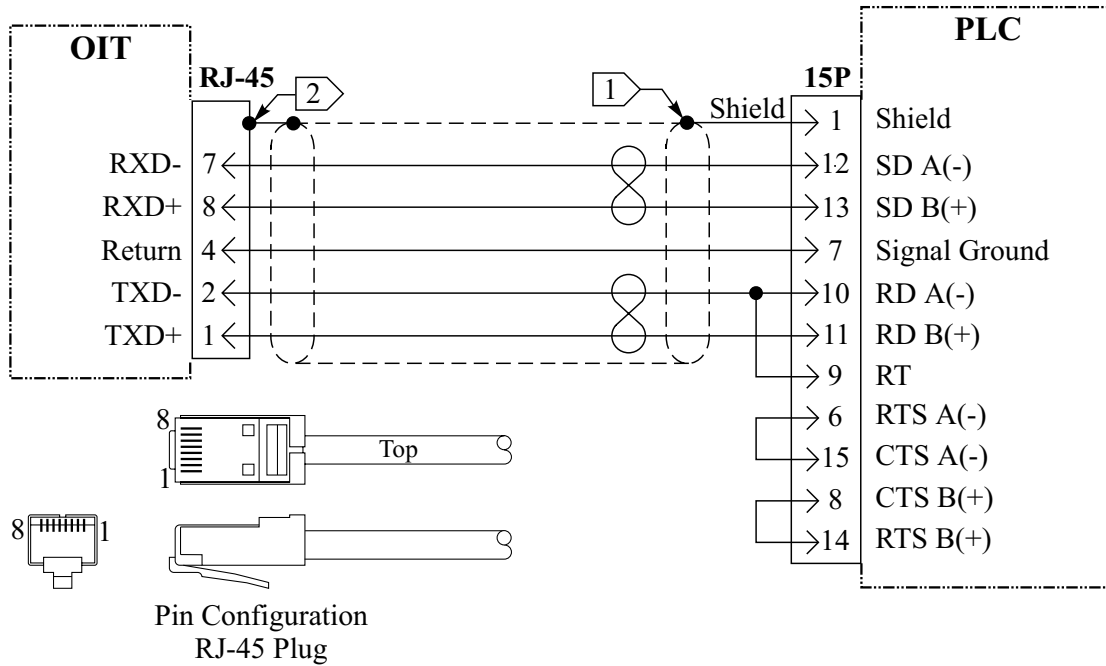 OIT
PLC
RJ-45
2
1
15P
Shield
1 Shield
RXD- 7
12 SD A(-)
RXD+ 8
13 SD B(+)
Return 4
7 Signal Ground
TXD- 2
10 RD A(-)
TXD+ 1
11 RD B(+)
9 RT
6 RTS A(-)
15 CTS A(-)
8 CTS B(+)
14 RTS B(+)
8
Top
1
8 1
Pin Configuration
RJ-45 Plug